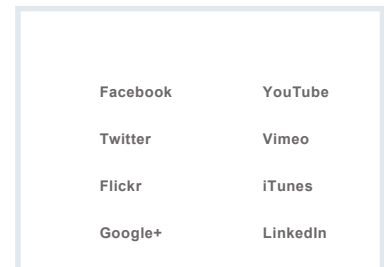 Facebook YouTube
Twitter Vimeo
Flickr iTunes
Google+ LinkedIn